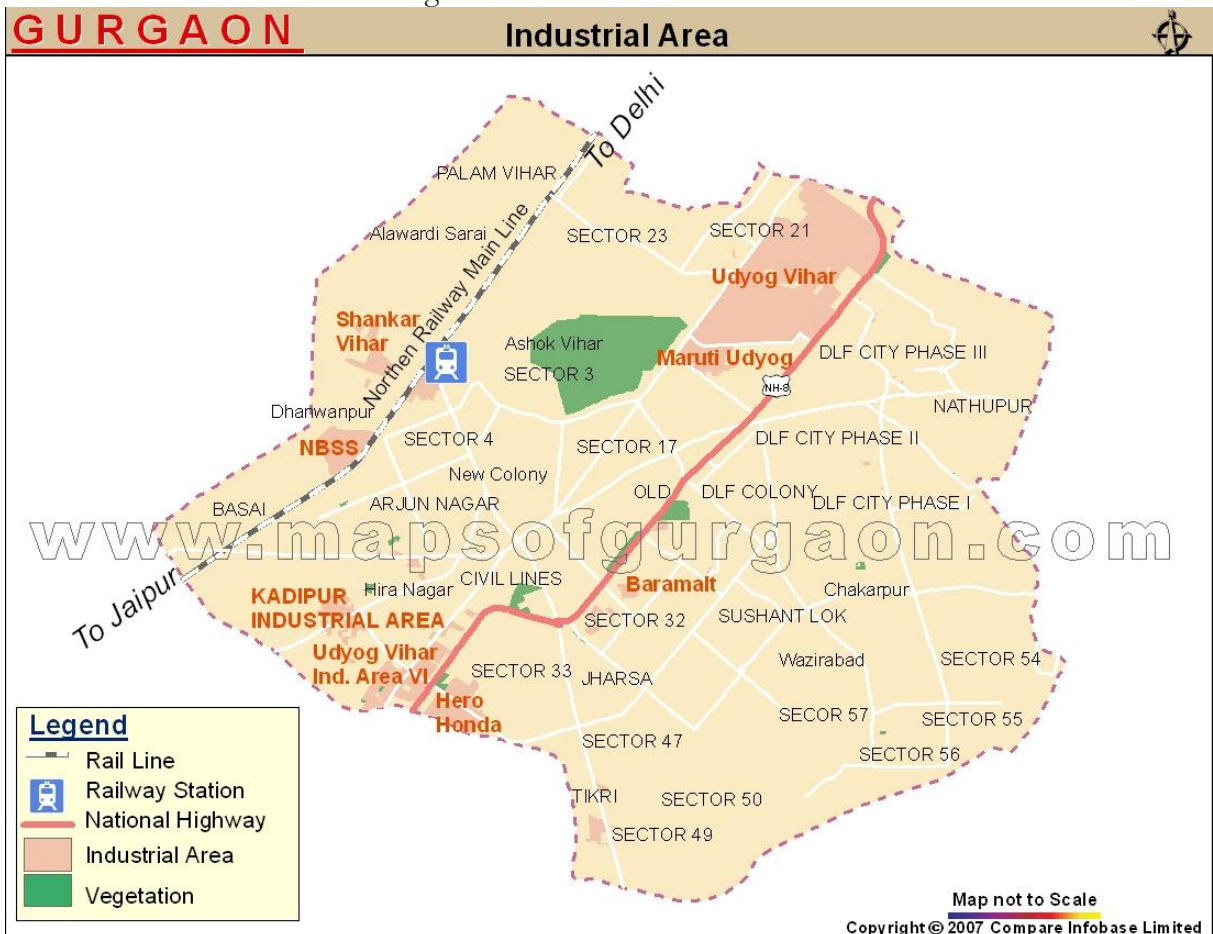 GURGAON
Industrial Area
To Delhi
PALAM VIHAR
Alawardi Sarai
SECTOR 23
SECTOR 21
Northen Railway Main Line
Udyog Vihar
Shankar
Vihar
Ashok Vihar
SECTOR 3
Maruti Udyog
DLF CITY PHASE III
NH-8
Dhanwanpur
NATHUPUR
NBSS
SECTOR 4
SECTOR 17
DLF CITY PHASE II
New Colony
BASAI
ARJUN NAGAR
OLD
DLF COLONY
DLF CITY PHASE I
www.mapsofgurgaon.com
To Jaipur
KADIPUR
INDUSTRIAL AREA
Hira Nagar
CIVIL LINES
Baramalt
Chakarpur
SECTOR 32
SUSHANT LOK
Udyog Vihar
Ind. Area VI
SECTOR 33
JHARSA
Wazirabad
SECTOR 54
Hero
Honda
SECOR 57
SECTOR 55
SECTOR 47
SECTOR 56
TIKRI
SECTOR 50
SECTOR 49
Legend
Rail Line
Railway Station
National Highway
Industrial Area
Vegetation
Map not to Scale
Copyright © 2007 Compare Infobase Limited